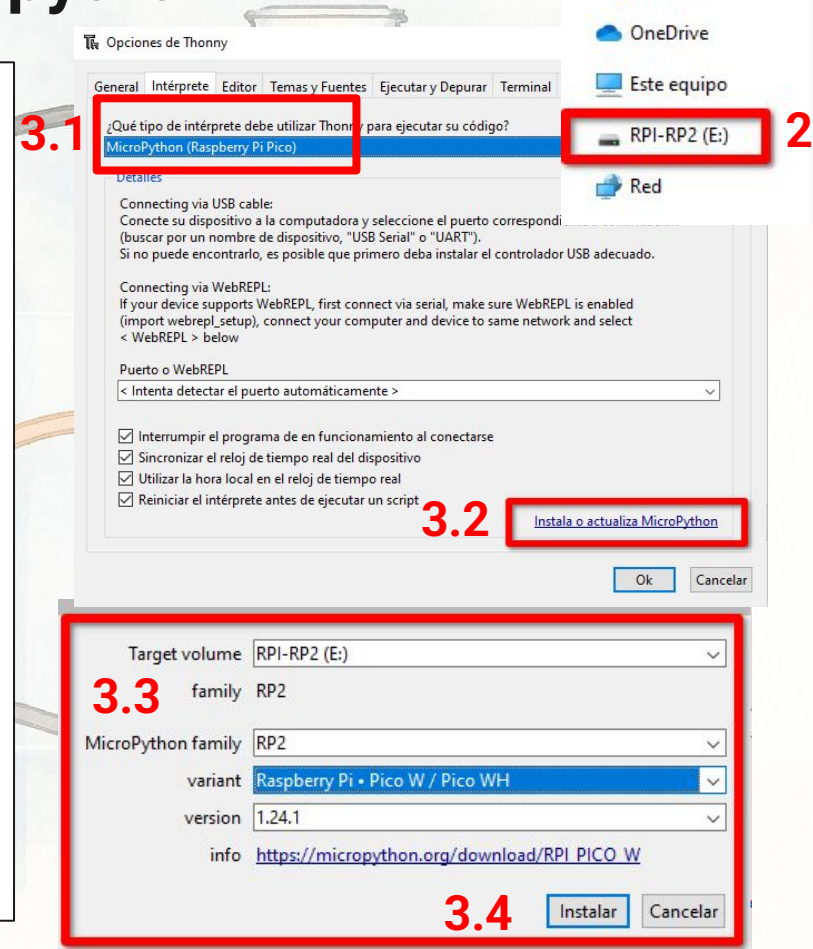 py
Opciones de Thonny
General Intérprete Editor Temas y Fuentes Ejecutar y Depurar Terminal
3.1
¿Qué tipo de intérprete debe utilizar Thonny para ejecutar su código?
MicroPython (Raspberry Pi Pico)
OneDrive
Este equipo
RPI-RP2 (E:)
2
Red
Detalles
Connecting via USB cable:
Conecte su dispositivo a la computadora y seleccione el puerto
(buscar por un nombre de dispositivo, "USB Serial" o "UART").
Si no puede encontrarlo, es posible que primero deba instalar el controlador USB adecuado.
Connecting via WebREPL:
If your device supports WebREPL, first connect via serial, make sure WebREPL is enabled
(import webrepl_setup), connect your computer and device to same network and select
< WebREPL > below
Puerto o WebREPL
< Intenta detectar el puerto automáticamente >
Interrumpir el programa de en funcionamiento al conectarse
Sincronizar el reloj de tiempo real del dispositivo
Utilizar la hora local en el reloj de tiempo real
Reiniciar el intérprete antes de ejecutar un script
3.2
Instala o actualiza MicroPython
Ok Cancelar
Target volume RPI-RP2 (E:)
3.3
family RP2
MicroPython family RP2
variant Raspberry Pi • Pico W / Pico WH
version 1.24.1
info https://micropython.org/download/RPI_PICO_W
3.4
Instalar Cancelar